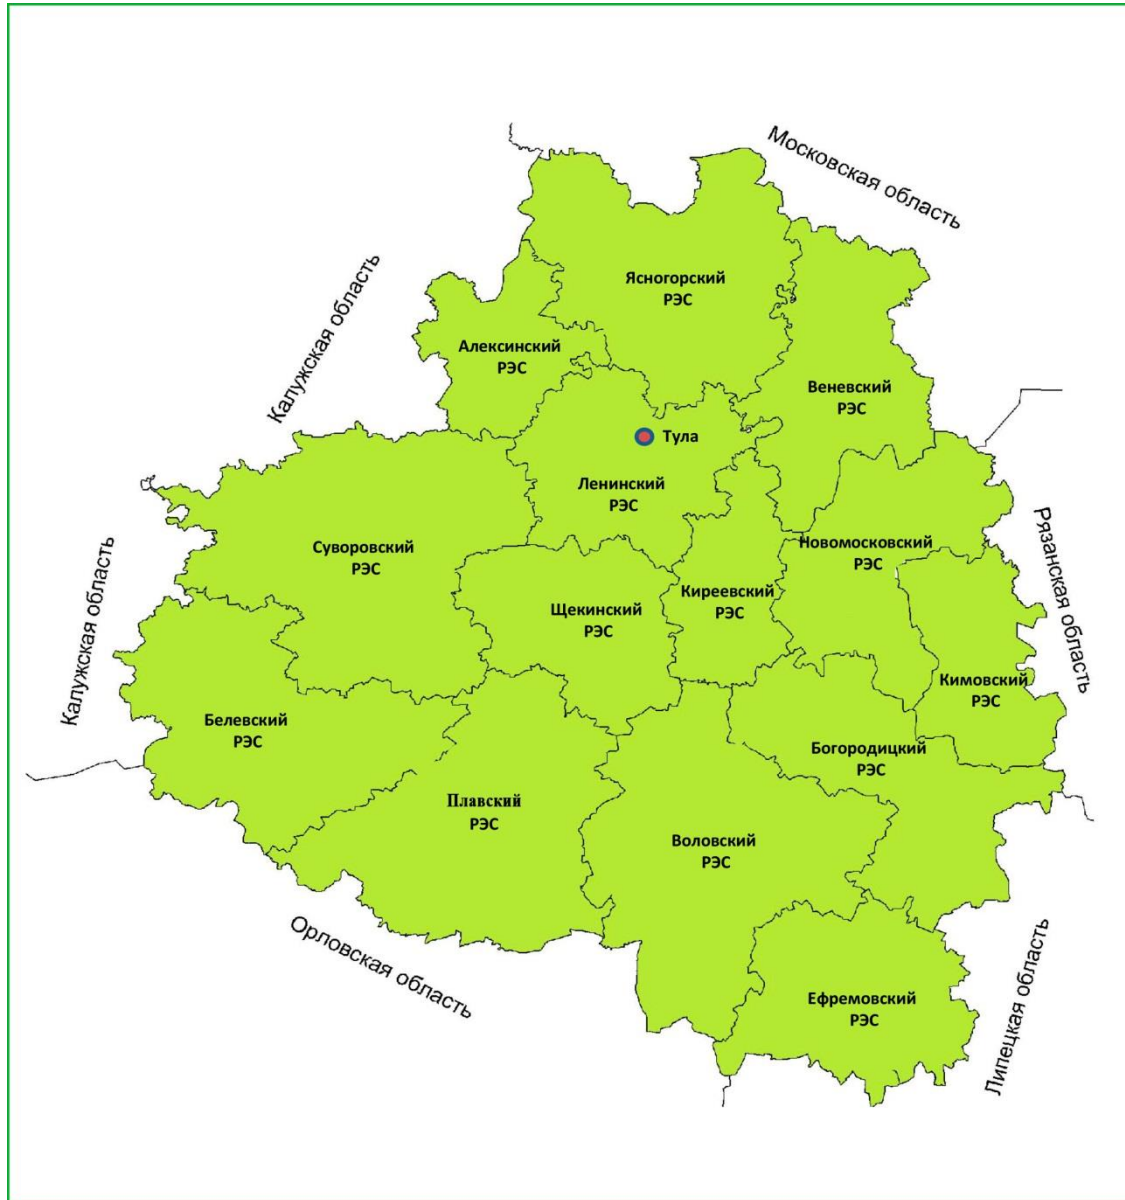 Московская область
Калужская область
Ясногорский
РЭС
Алексинский
РЭС
Веневский
РЭС
Тула
Ленинский
РЭС
Суворовский
РЭС
Новомосковский
РЭС
Рязанская область
Калужская область
Щекинский
РЭС
Киреевский
РЭС
Кимовский
РЭС
Белевский
РЭС
Богородицкий
РЭС
Плавский
РЭС
Воловский
РЭС
Орловская область
Ефремовский
РЭС
Липецкая область